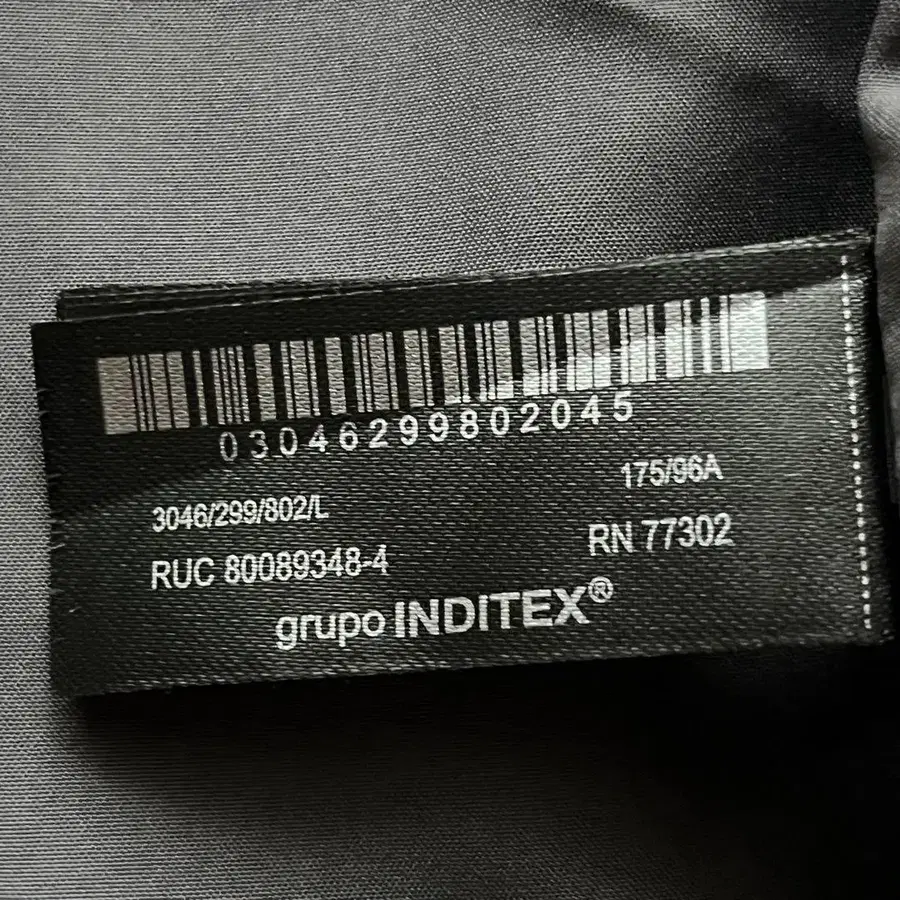 03046299802045
175/96A
3046/299/802/L
RN 77302
RUC 80089348-4
grupo INDITEX®